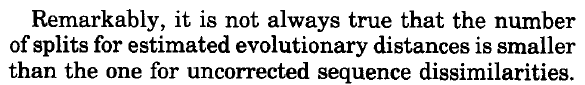 Remarkably, it is not always true that the number
of splits for estimated evolutionary distances is smaller
than the one for uncorrected sequence dissimilarities.